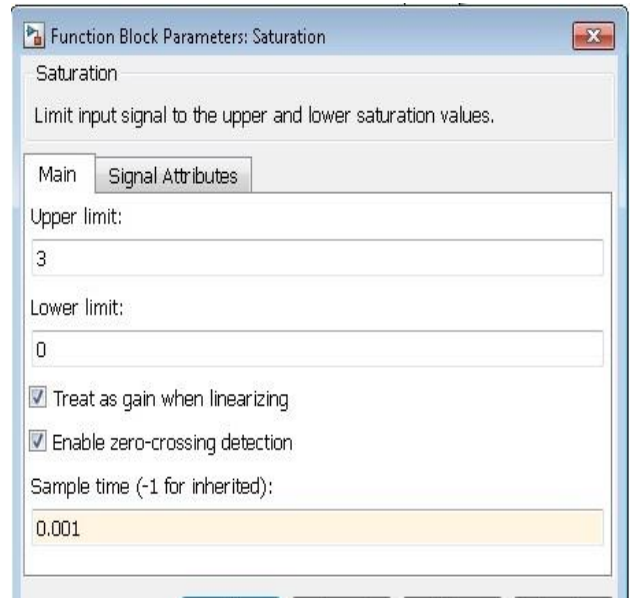 Function Block Parameters: Saturation
Saturation
Limit input signal to the upper and lower saturation values.
Main
Signal Attributes
Upper limit:
3
Lower limit:
0
Treat as gain when linearizing
Enable zero-crossing detection
Sample time (-1 for inherited):
0.001